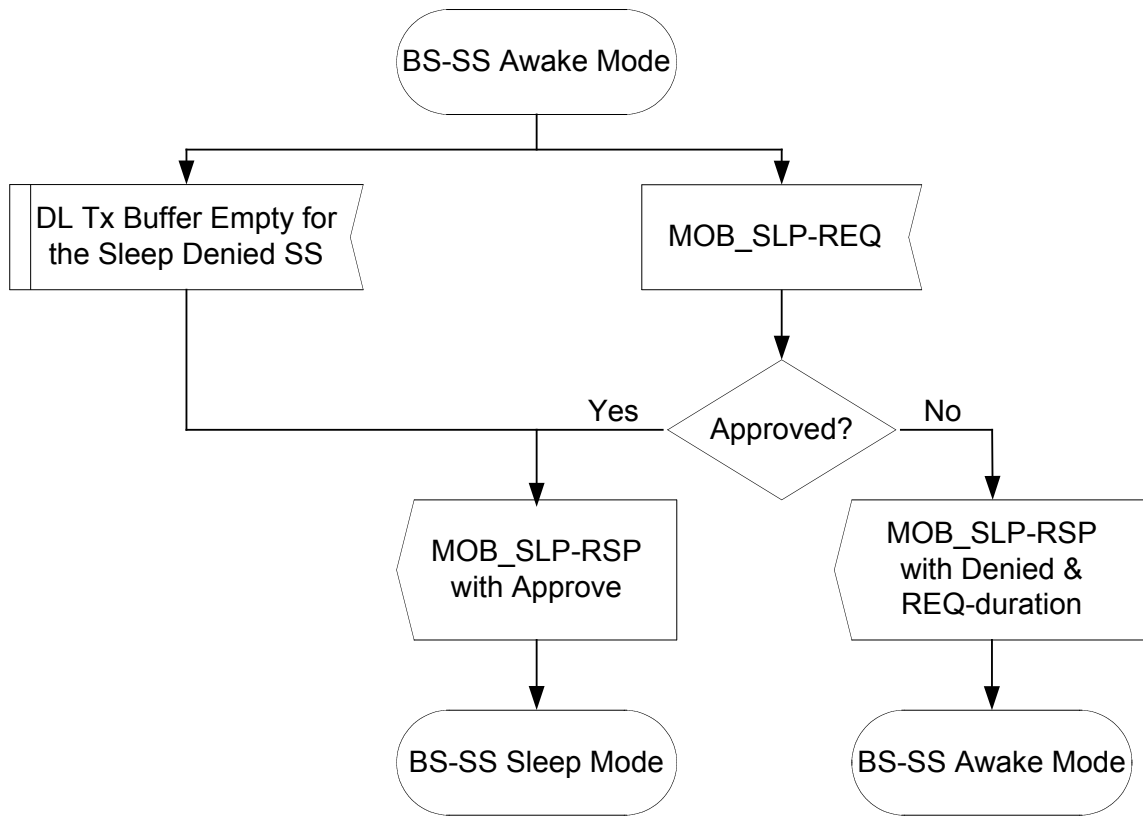 BS-SS Awake Mode
DL Tx Buffer Empty for
the Sleep Denied SS
MOB_SLP-REQ
Yes
Approved?
No
MOB_SLP-RSP
with Approve
MOB_SLP-RSP
with Denied &
REQ-duration
BS-SS Sleep Mode
BS-SS Awake Mode